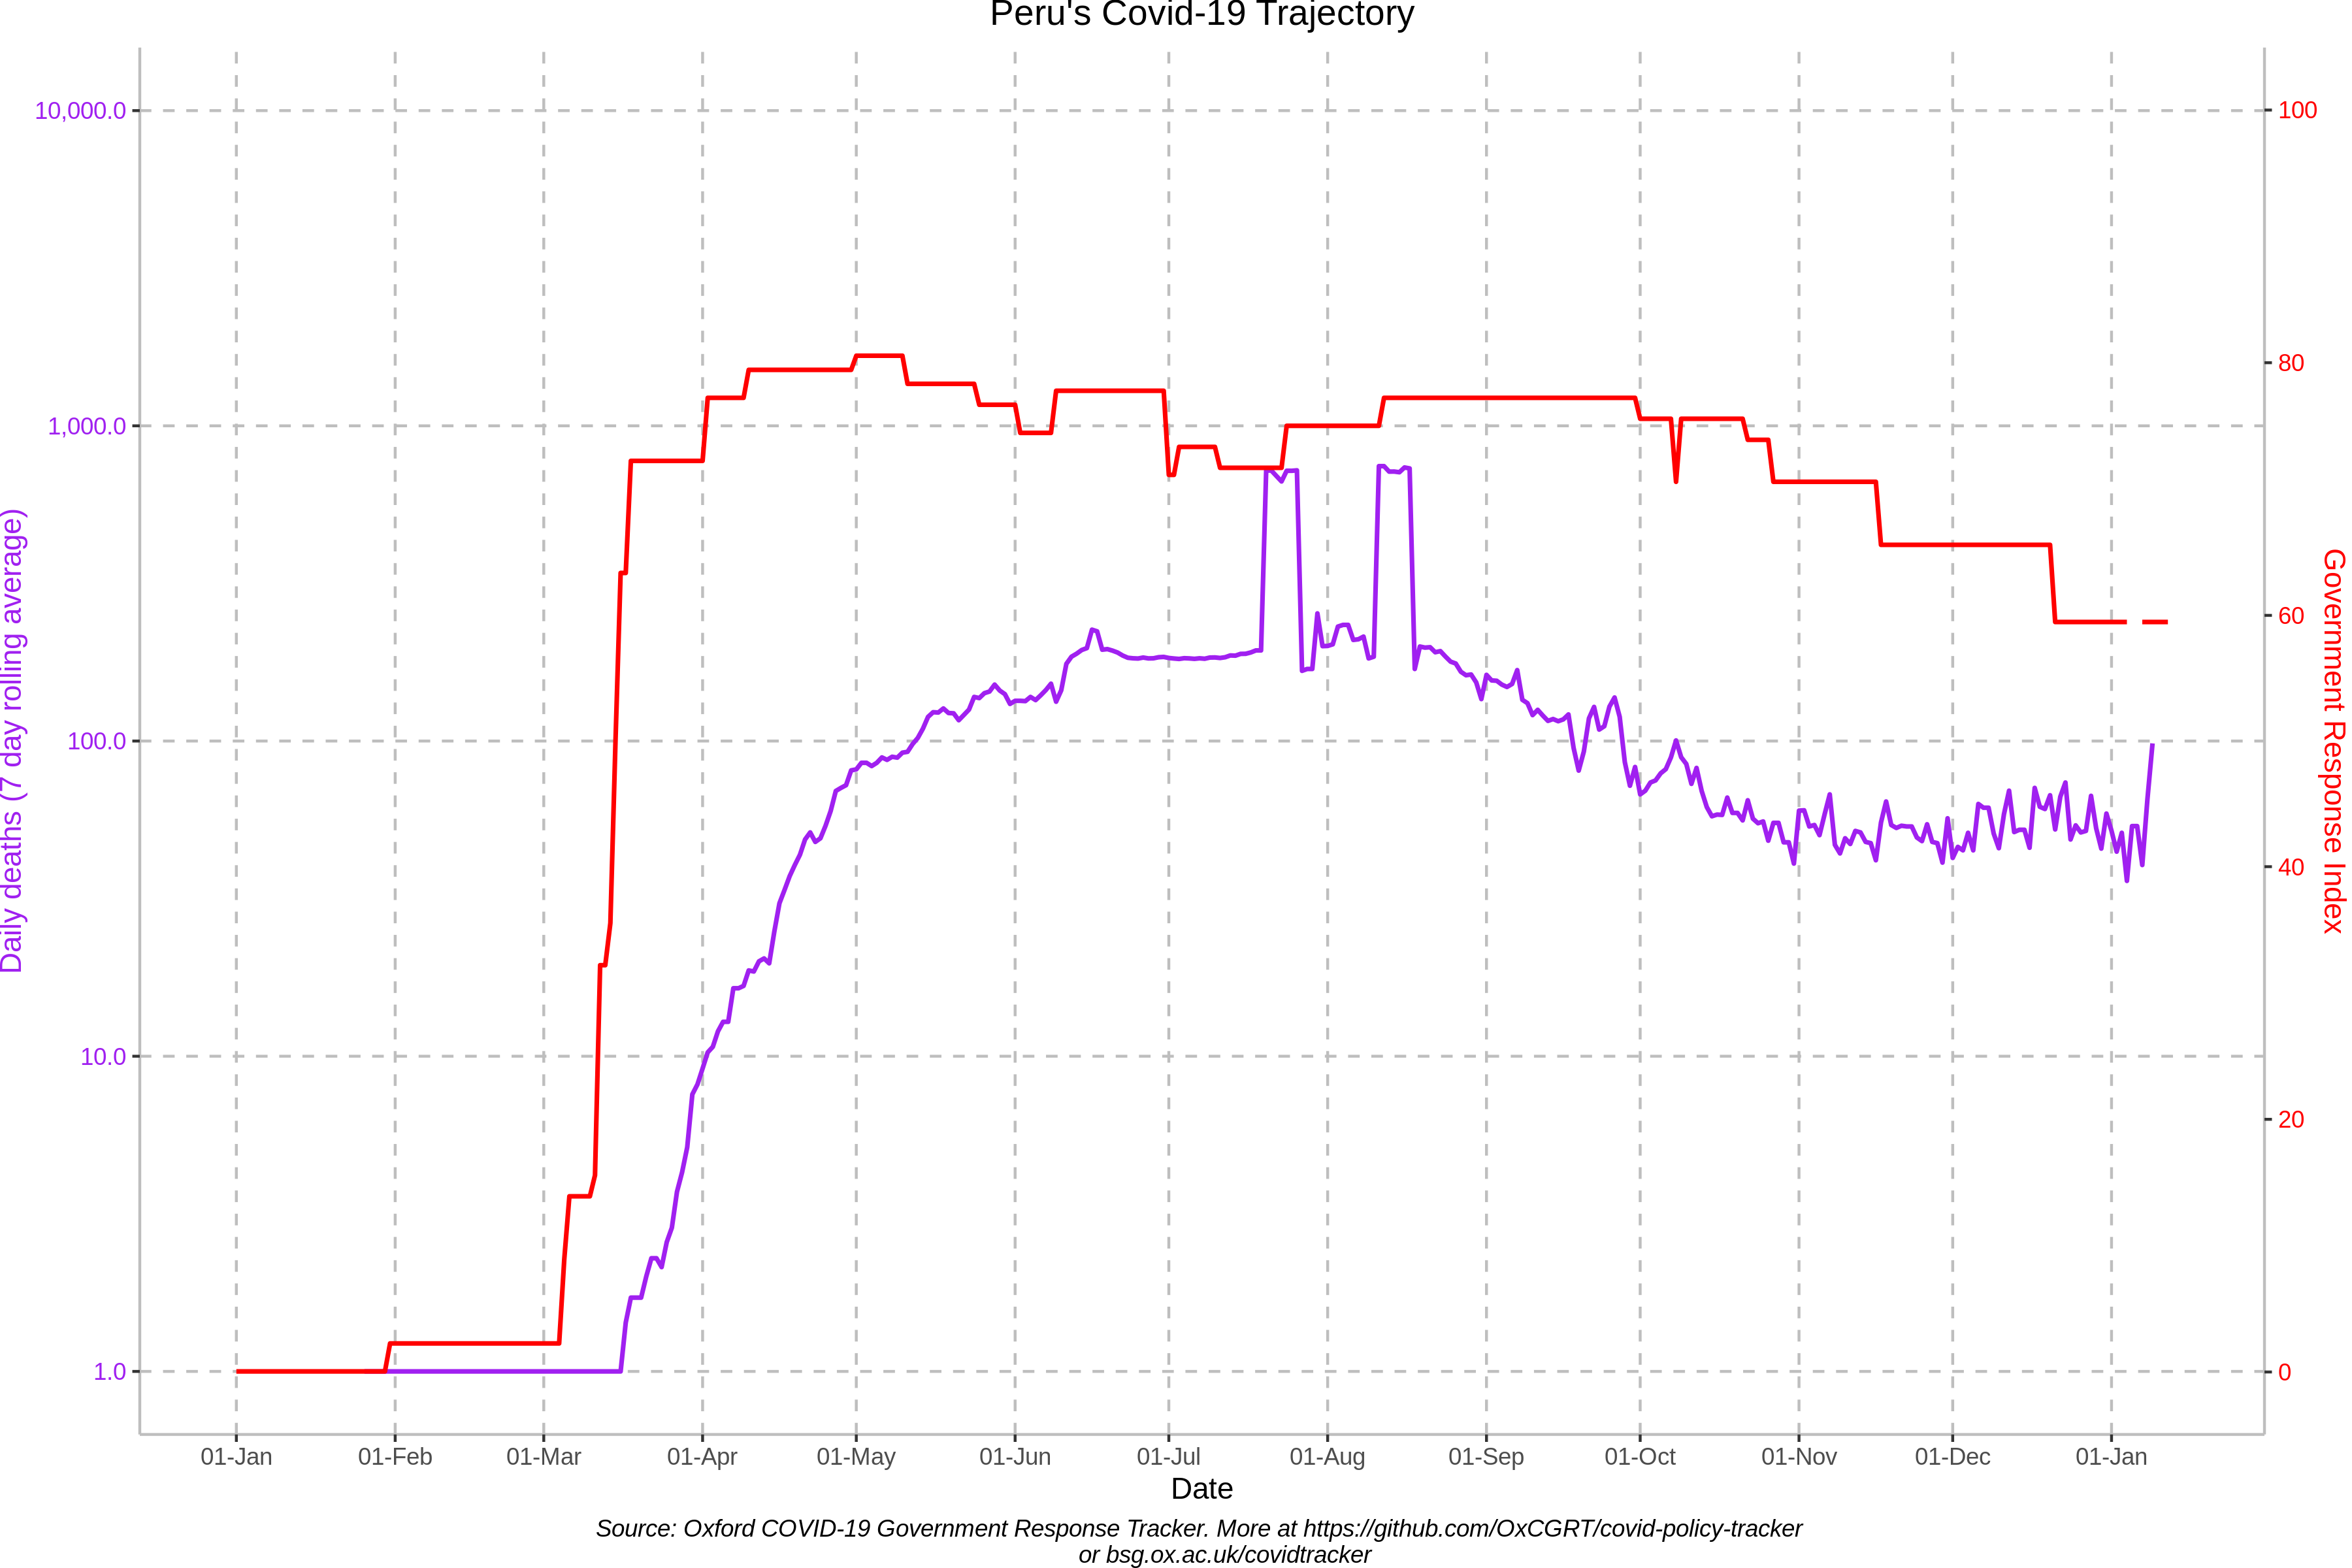 Peru's Covid-19 Trajectory
10,000.0
1,000.0
100.0
10.0
1.0
Daily deaths (7 day rolling average)
100
80
60
40
20
0
Government Response Index
01-Jan 01-Feb 01-Mar 01-Apr 01-May 01-Jun 01-Jul 01-Aug 01-Sep 01-Oct 01-Nov 01-Dec 01-Jan
Date
Source: Oxford COVID-19 Government Response Tracker. More at https://github.com/OxCGRT/covid-policy-tracker
or bsg.ox.ac.uk/covidtracker